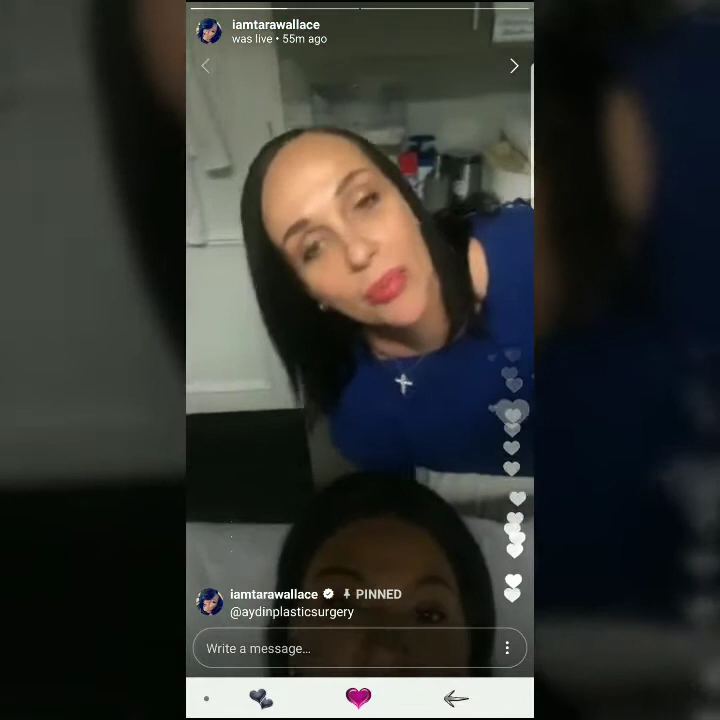 iamtarawallace
was live • 55m ago
iamtarawallace PINNED
@aydinplasticsurgery
Write a message...